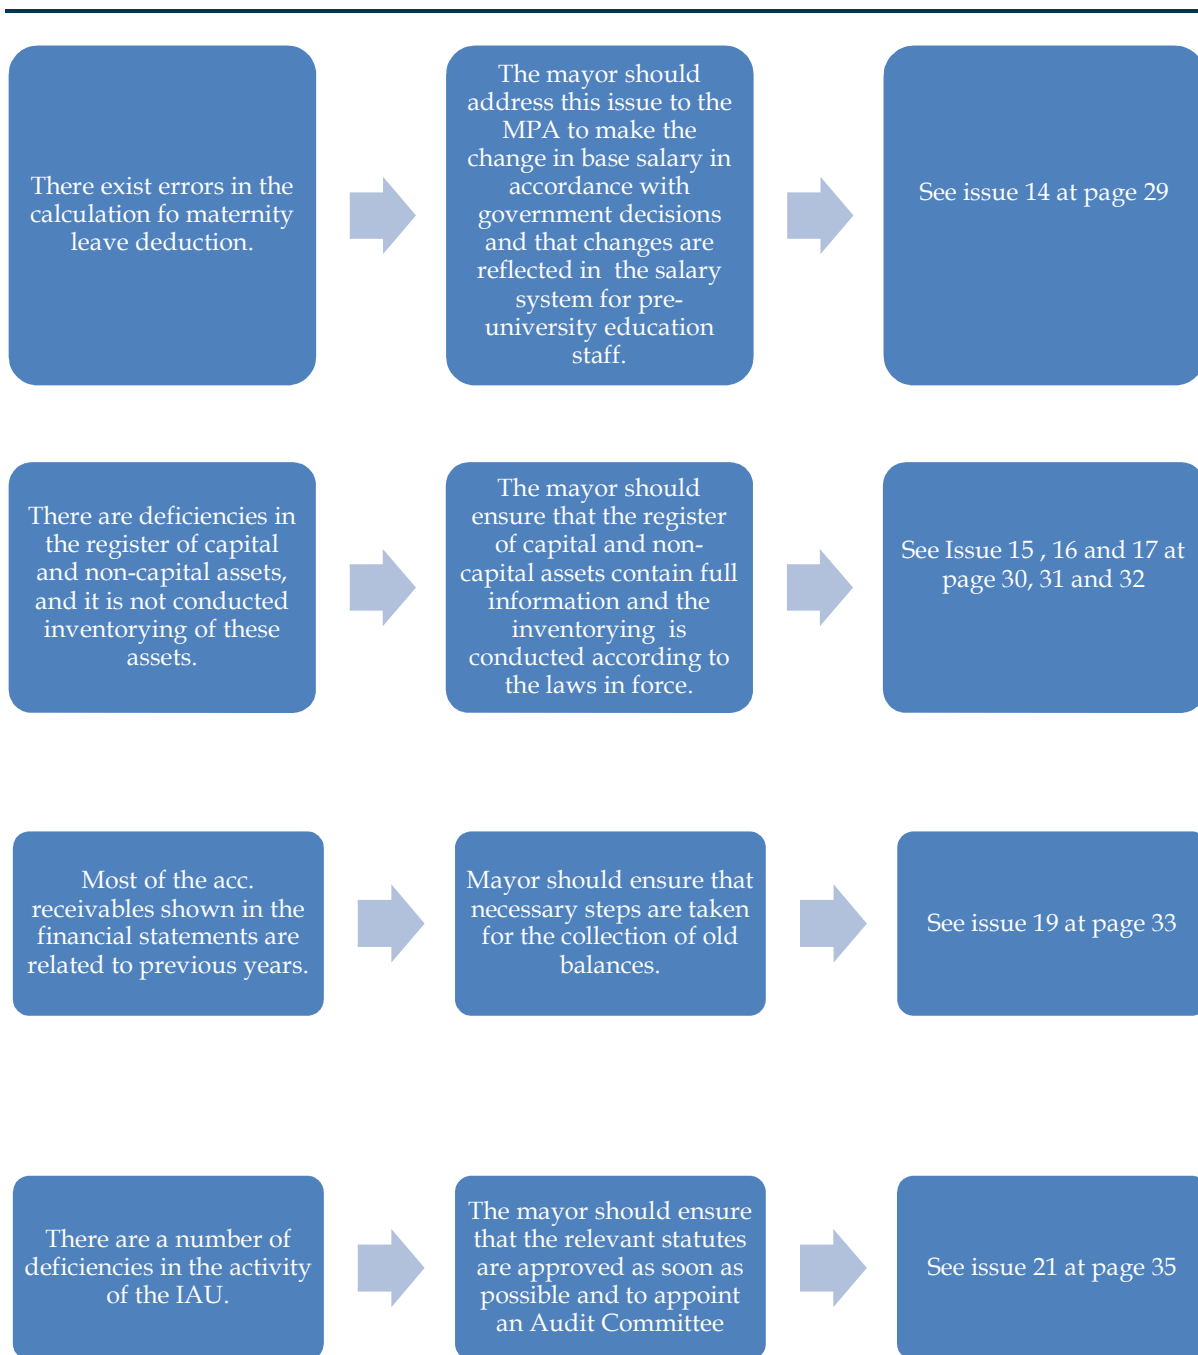 There exist errors in the
calculation fo maternity
leave deduction.
The mayor should
address this issue to the
MPA to make the
change in base salary in
accordance with
government decisions
and that changes are
reflected in  the salary
system for pre-
university education
staff.
See issue 14 at page 29
There are deficiencies in
the register of capital
and non-capital assets,
and it is not conducted
inventorying of these
assets.
The mayor should
ensure that the register
of capital and non-
capital assets contain full
information and the
inventorying  is
conducted according to
the laws in force.
See Issue 15 , 16 and 17 at
page 30, 31 and 32
Most of the acc.
receivables shown in the
financial statements are
related to previous years.
Mayor should ensure that
necessary steps are taken
for the collection of old
balances.
See issue 19 at page 33
There are a number of
deficiencies in the activity
of the IAU.
The mayor should ensure
that the relevant statutes
are approved as soon as
possible and to appoint
an Audit Committee
See issue 21 at page 35